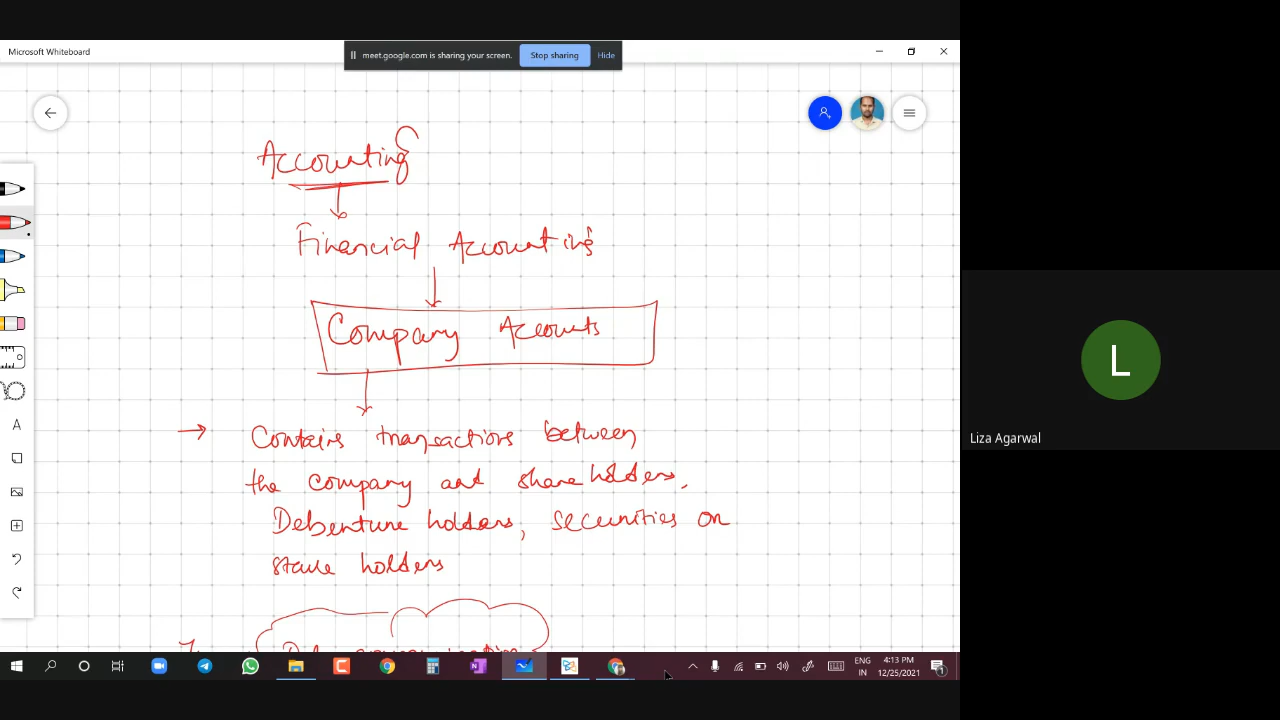 Microsoft Whiteboard
meet.google.com is sharing your screen.
Stop sharing
Hide
Accounting
Financial Accounting
Company Accounts
→ Contains transactions between
the company and share holders,
Debenture holders, securities or
stake holders
L
Liza Agarwal
A
ENG
IN
4:13 PM
12/25/2021
1